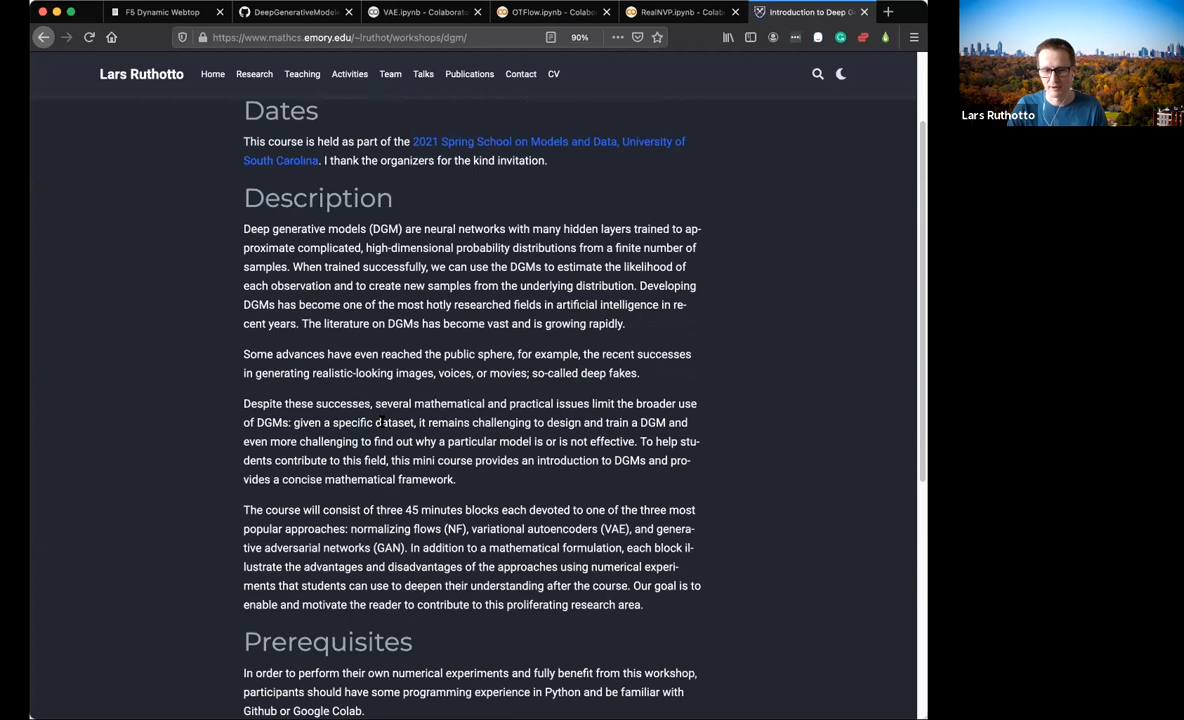 F5 Dynamic Webtop
DeepGenerativeModel
VAE.ipynb - Colaborato
OTFlow.ipynb - Colabo
RealNVP.ipynb - Colab
Introduction to Deep G
https://www.mathcs.emory.edu/~lruthot/workshops/dgm/
90%
Lars Ruthotto
Home
Research
Teaching
Activities
Team
Talks
Publications
Contact
CV
Lars Ruthotto
Dates
This course is held as part of the 2021 Spring School on Models and Data, University of
South Carolina. I thank the organizers for the kind invitation.
Description
Deep generative models (DGM) are neural networks with many hidden layers trained to ap-
proximate complicated, high-dimensional probability distributions from a finite number of
samples. When trained successfully, we can use the DGMs to estimate the likelihood of
each observation and to create new samples from the underlying distribution. Developing
DGMs has become one of the most hotly researched fields in artificial intelligence in re-
cent years. The literature on DGMs has become vast and is growing rapidly.
Some advances have even reached the public sphere, for example, the recent successes
in generating realistic-looking images, voices, or movies; so-called deep fakes.
Despite these successes, several mathematical and practical issues limit the broader use
of DGMs: given a specific dataset, it remains challenging to design and train a DGM and
even more challenging to find out why a particular model is or is not effective. To help stu-
dents contribute to this field, this mini course provides an introduction to DGMs and pro-
vides a concise mathematical framework.
The course will consist of three 45 minutes blocks each devoted to one of the three most
popular approaches: normalizing flows (NF), variational autoencoders (VAE), and genera-
tive adversarial networks (GAN). In addition to a mathematical formulation, each block il-
lustrate the advantages and disadvantages of the approaches using numerical experi-
ments that students can use to deepen their understanding after the course. Our goal is to
enable and motivate the reader to contribute to this proliferating research area.
Prerequisites
In order to perform their own numerical experiments and fully benefit from this workshop,
participants should have some programming experience in Python and be familiar with
Github or Google Colab.